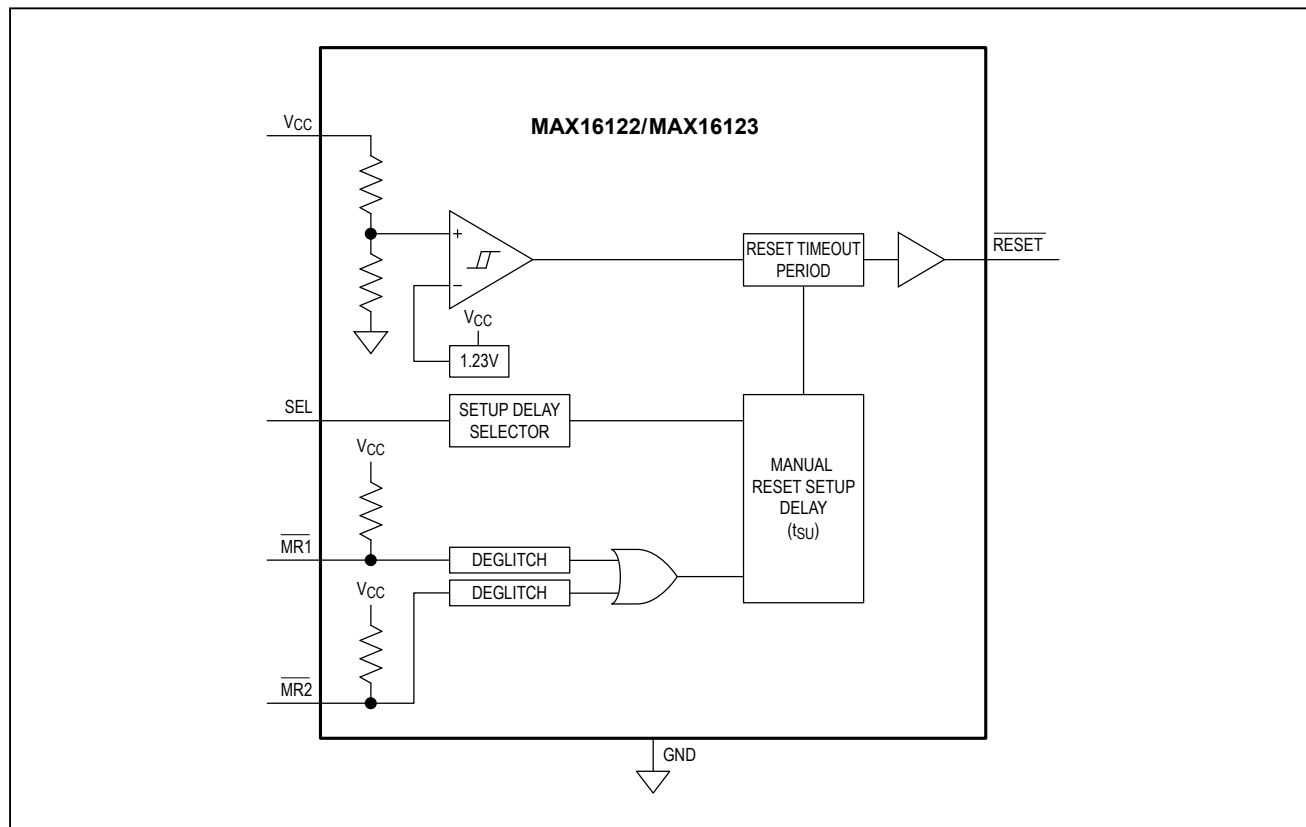 MAX16122/MAX16123
VCC
+
−
RESET TIMEOUT
PERIOD
RESET
VCC
1.23V
SEL
SETUP DELAY
SELECTOR
VCC
MANUAL
RESET SETUP
DELAY
(tSU)
MR1
DEGLITCH
VCC
DEGLITCH
MR2
GND